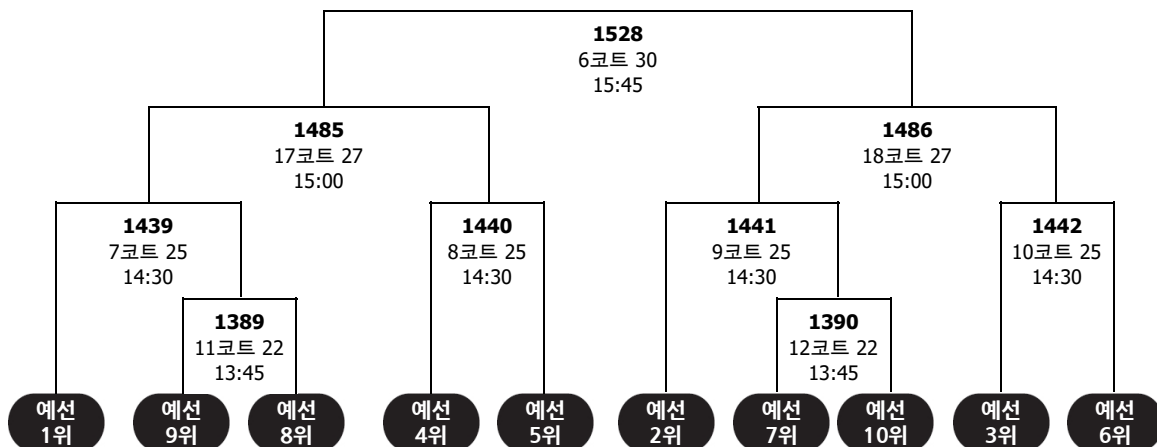 1528
6코트 30
15:45
1485
17코트 27
15:00
1486
18코트 27
15:00
1439
7코트 25
14:30
1440
8코트 25
14:30
1441
9코트 25
14:30
1442
10코트 25
14:30
1389
11코트 22
13:45
1390
12코트 22
13:45
예선
1위
예선
9위
예선
8위
예선
4위
예선
5위
예선
2위
예선
7위
예선
10위
예선
3위
예선
6위